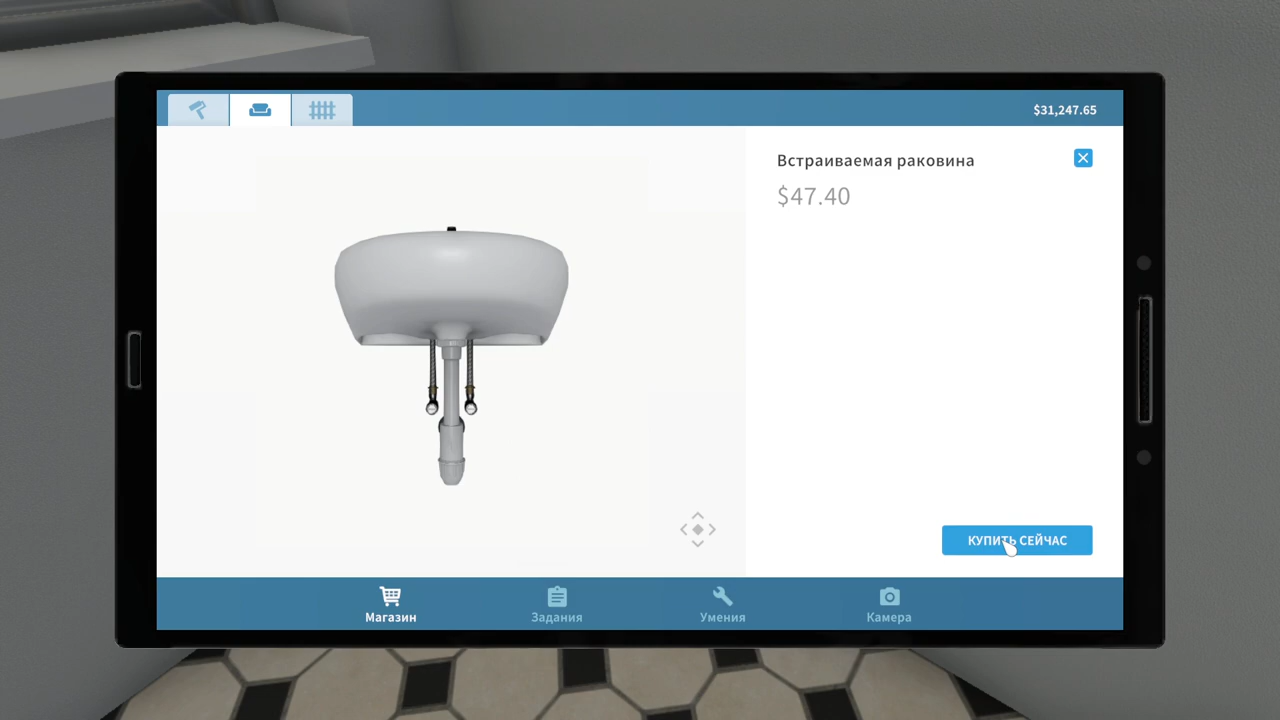 $31,247.65
Встраиваемая раковина
$47.40
КУПИТЬ СЕЙЧАС
Магазин
Задания
Умения
Камера